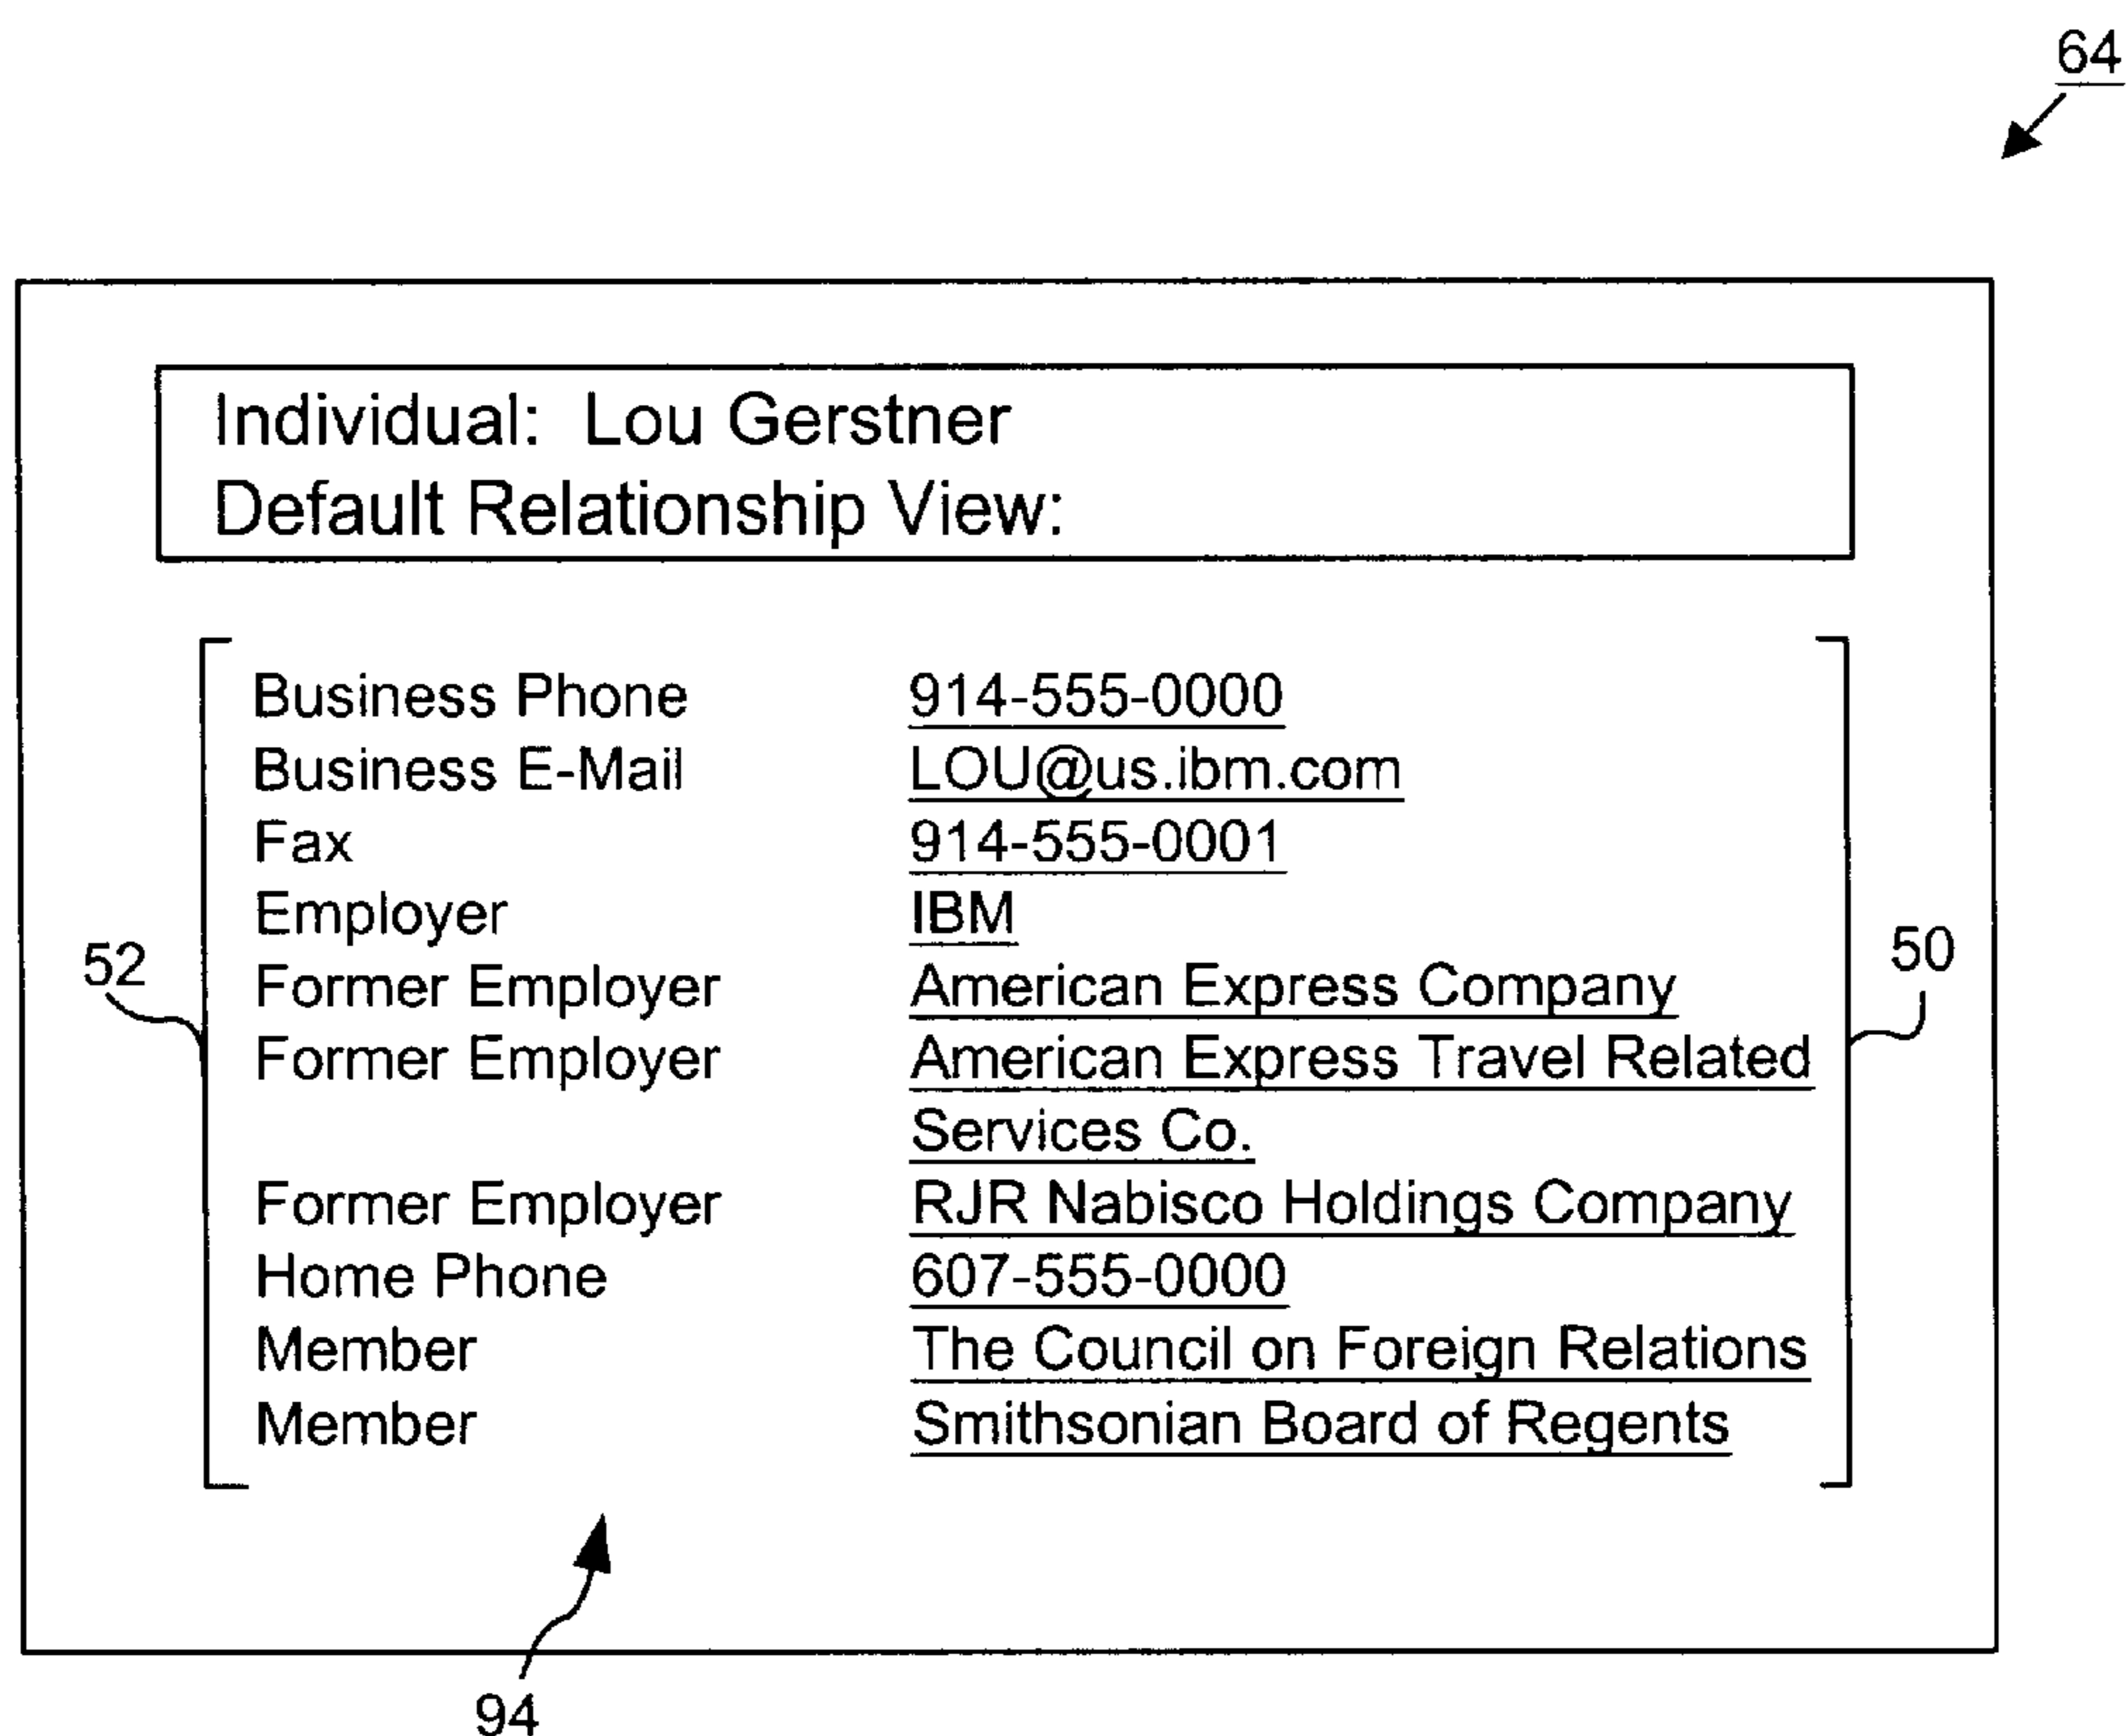 64
Individual: Lou Gerstner
Default Relationship View:
Business Phone 914-555-0000
Business E-Mail LOU@us.ibm.com
Fax 914-555-0001
Employer IBM
52
50
Former Employer American Express Company
Former Employer American Express Travel Related
Services Co.
Former Employer RJR Nabisco Holdings Company
Home Phone 607-555-0000
Member The Council on Foreign Relations
Member Smithsonian Board of Regents
94